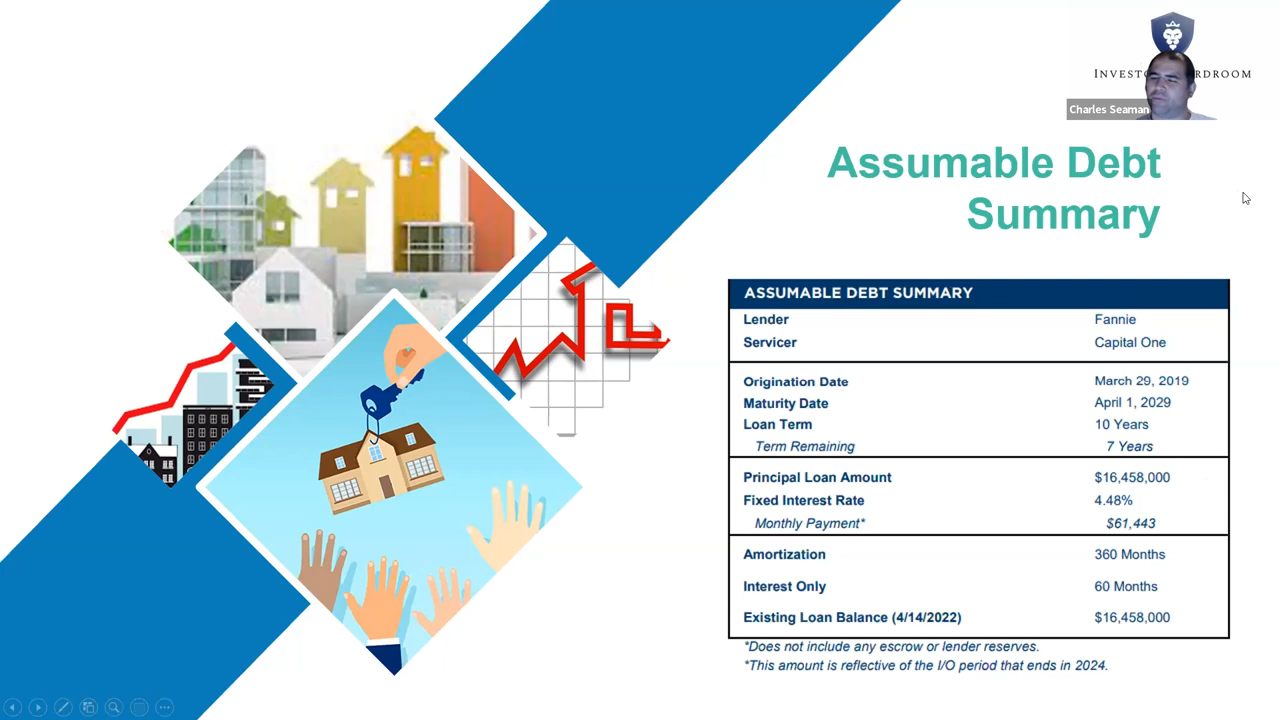 Charles Seaman
Assumable Debt
Summary
ASSUMABLE DEBT SUMMARY
Lender Fannie
Servicer Capital One
Origination Date March 29, 2019
Maturity Date April 1, 2029
Loan Term 10 Years
Term Remaining 7 Years
Principal Loan Amount $16,458,000
Fixed Interest Rate 4.48%
Monthly Payment* $61,443
Amortization 360 Months
Interest Only 60 Months
Existing Loan Balance (4/14/2022) $16,458,000
*Does not include any escrow or lender reserves.
*This amount is reflective of the I/O period that ends in 2024.